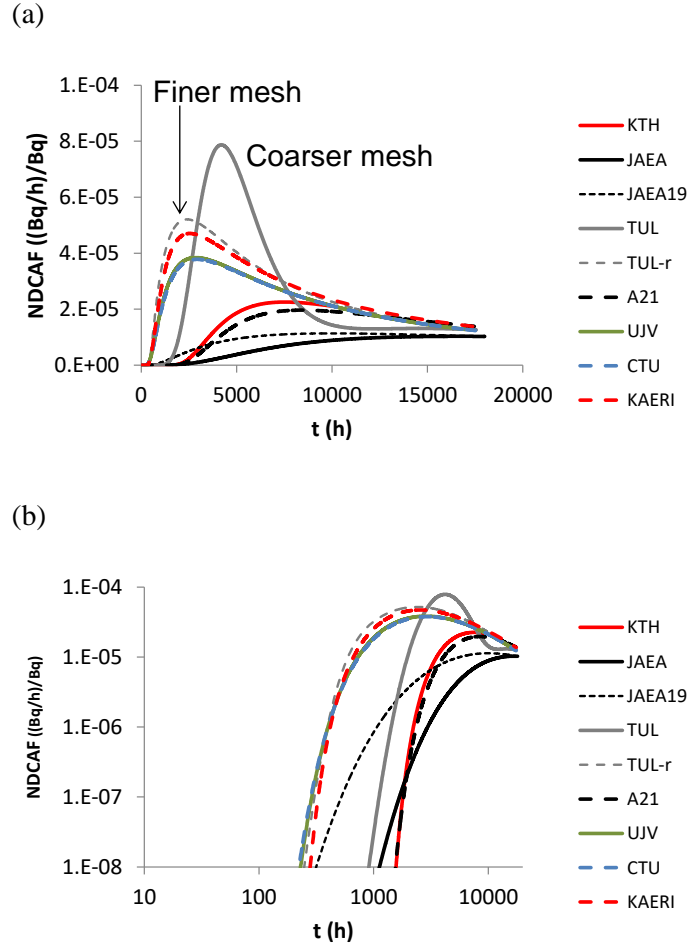 (a)
1.E-04
8.E-05
6.E-05
4.E-05
2.E-05
0.E+00
NDCAF ((Bq/h)/Bq)
Finer mesh
Coarser mesh
0
5000
10000
15000
20000
t (h)
KTH
JAEA
JAEA19
TUL
TUL-r
A21
UJV
CTU
KAERI
(b)
1.E-04
1.E-05
1.E-06
1.E-07
1.E-08
NDCAF ((Bq/h)/Bq)
10
100
1000
10000
t (h)
KTH
JAEA
JAEA19
TUL
TUL-r
A21
UJV
CTU
KAERI